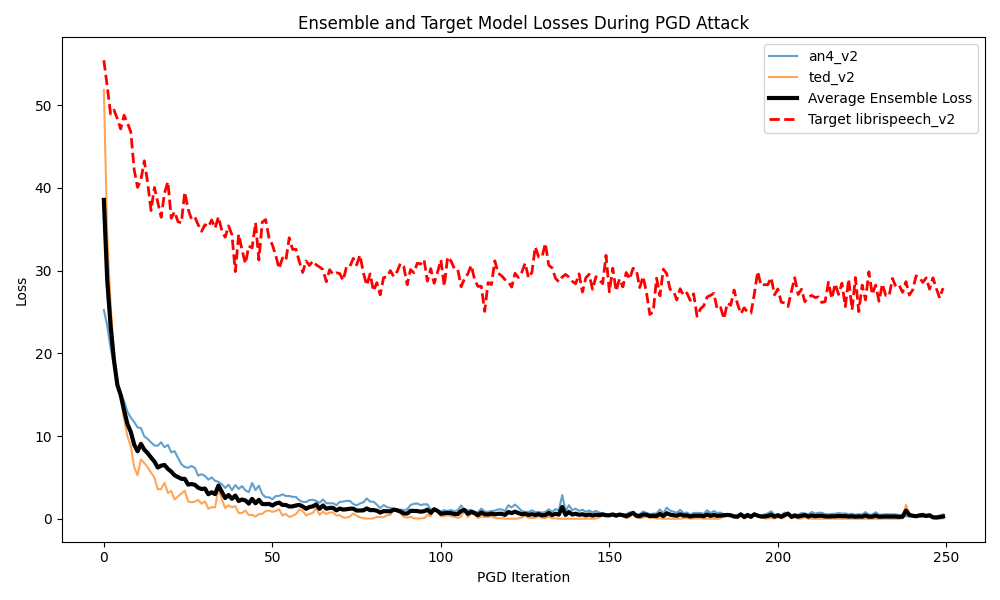 Ensemble and Target Model Losses During PGD Attack
an4_v2
ted_v2
Average Ensemble Loss
Target librispeech_v2
Loss
50
40
30
20
10
0
0 50 100 150 200 250
PGD Iteration